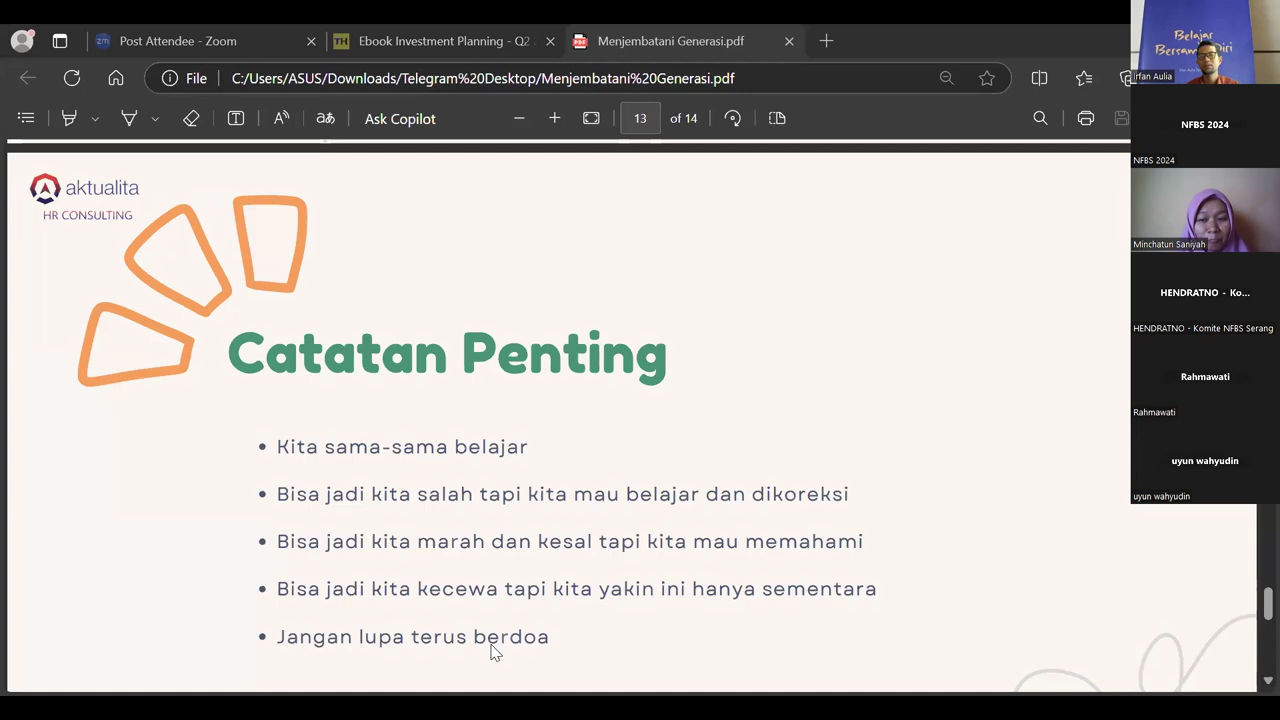 Post Attendee - Zoom
TH
Ebook Investment Planning - Q2
Menjembatani Generasi.pdf
File
C:/Users/ASUS/Downloads/Telegram%20Desktop/Menjembatani%20Generasi.pdf
Ask Copilot
13 of 14
aktualita
HR CONSULTING
Catatan Penting
• Kita sama-sama belajar
• Bisa jadi kita salah tapi kita mau belajar dan dikoreksi
• Bisa jadi kita marah dan kesal tapi kita mau memahami
• Bisa jadi kita kecewa tapi kita yakin ini hanya sementara
• Jangan lupa terus berdoa
Belajar
Bersama Diri
Irfan Aulia
NFBS 2024
NFBS 2024
Minchatun Saniyah
HENDRATNO - Ko...
HENDRATNO - Komite NFBS Serang
Rahmawati
Rahmawati
uyun wahyudin
uyun wahyudin